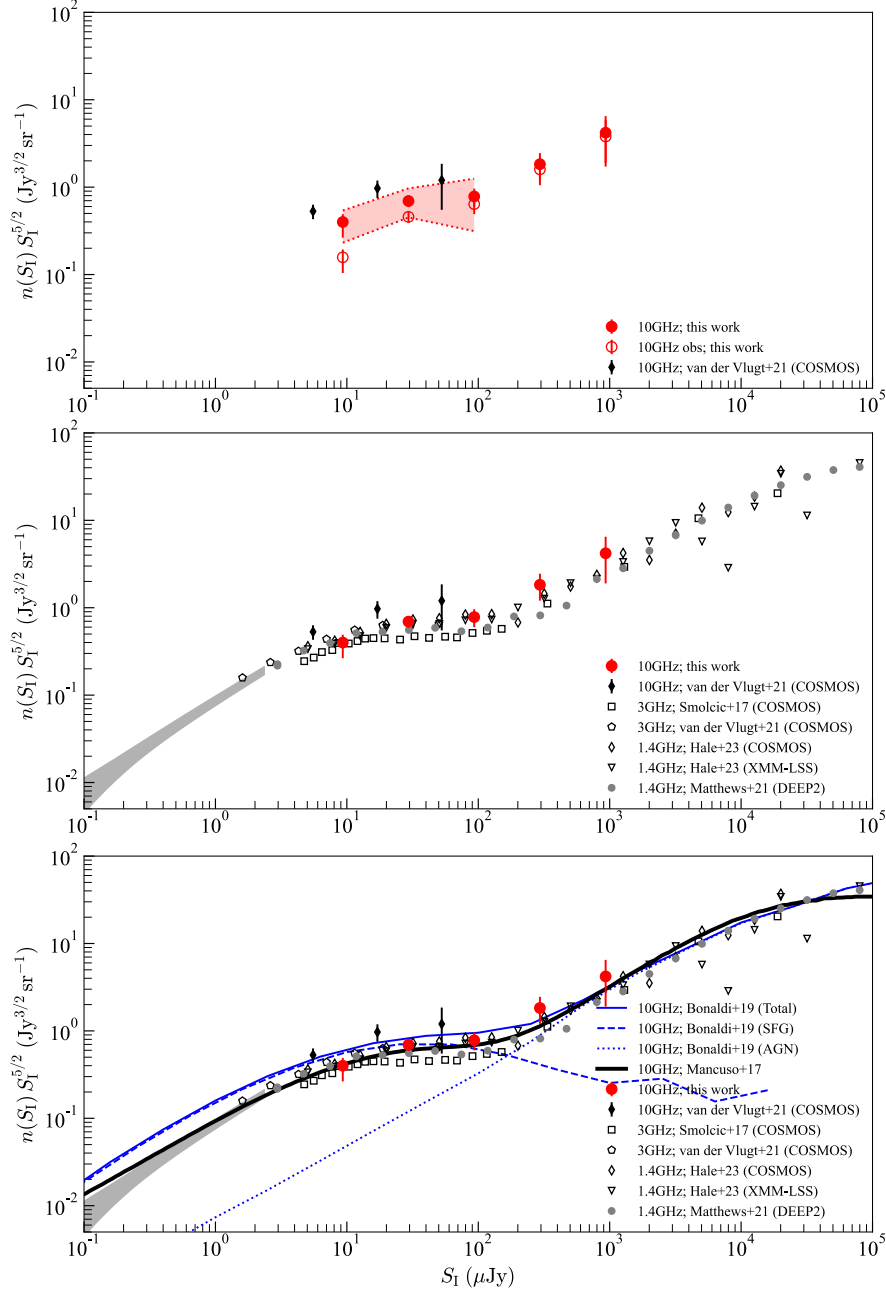 10^2
10^1
10^0
10^-1
10^-2
n(S_I) S_I^{5/2} (Jy^{3/2} sr^{-1})
10GHz; this work
10GHz obs; this work
10GHz; van der Vlugt+21 (COSMOS)
10^-1 10^0 10^1 10^2 10^3 10^4 10^5
10^2
10^1
10^0
10^-1
10^-2
n(S_I) S_I^{5/2} (Jy^{3/2} sr^{-1})
10GHz; this work
10GHz; van der Vlugt+21 (COSMOS)
3GHz; Smolcic+17 (COSMOS)
3GHz; van der Vlugt+21 (COSMOS)
1.4GHz; Hale+23 (COSMOS)
1.4GHz; Hale+23 (XMM-LSS)
1.4GHz; Matthews+21 (DEEP2)
10^-1 10^0 10^1 10^2 10^3 10^4 10^5
10^2
10^1
10^0
10^-1
10^-2
n(S_I) S_I^{5/2} (Jy^{3/2} sr^{-1})
10GHz; Bonaldi+19 (Total)
10GHz; Bonaldi+19 (SFG)
10GHz; Bonaldi+19 (AGN)
10GHz; Mancuso+17
10GHz; this work
10GHz; van der Vlugt+21 (COSMOS)
3GHz; Smolcic+17 (COSMOS)
3GHz; van der Vlugt+21 (COSMOS)
1.4GHz; Hale+23 (COSMOS)
1.4GHz; Hale+23 (XMM-LSS)
1.4GHz; Matthews+21 (DEEP2)
10^-1 10^0 10^1 10^2 10^3 10^4 10^5
S_I (μJy)